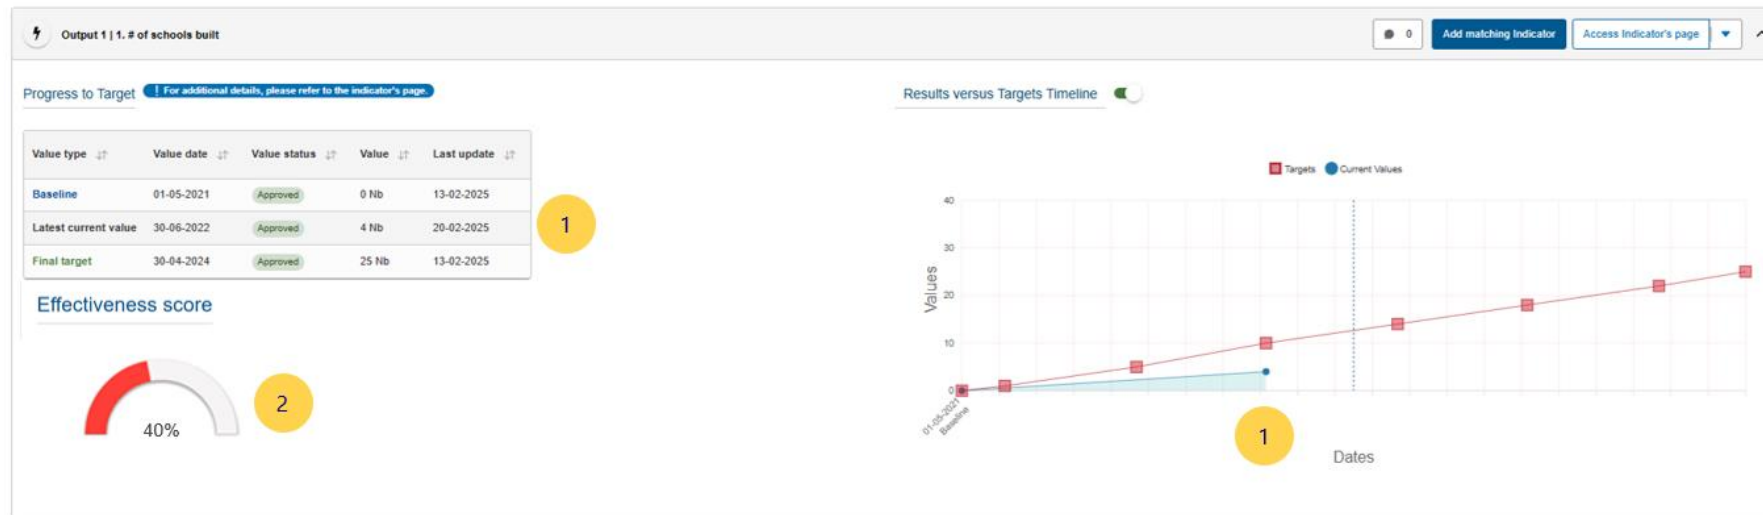 Output 1 | 1. # of schools built
0
Add matching Indicator
Access Indicator's page
Progress to Target
! For additional details, please refer to the indicator's page.
Value type Value date Value status Value Last update
Baseline 01-05-2021 Approved 0 Nb 13-02-2025
Latest current value 30-06-2022 Approved 4 Nb 20-02-2025
Final target 30-04-2024 Approved 25 Nb 13-02-2025
1
Effectiveness score
40%
2
Results versus Targets Timeline
Targets Current Values
40
30
20
10
0
Values
01-05-2021
Baseline
1
Dates